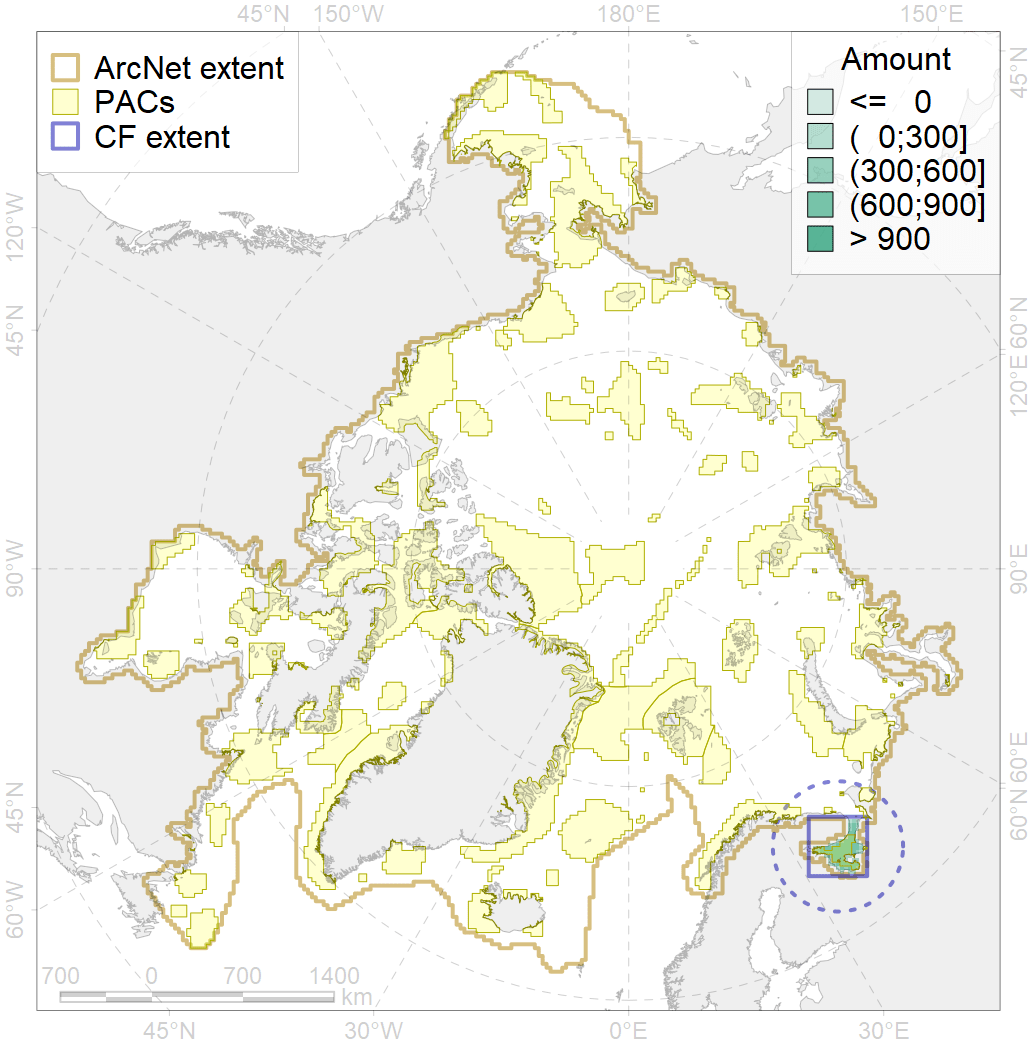 45°N 150°W 180°E 150°E
ArcNet extent
PACs
CF extent
Amount
<= 0
( 0;300]
(300;600]
(600;900]
> 900
45°N
120°W
45°N
90°W
45°N
60°W
60°N
120°E
90°E
60°E
60°N
700 0 700 1400
km
45°N 30°W 0°E 30°E